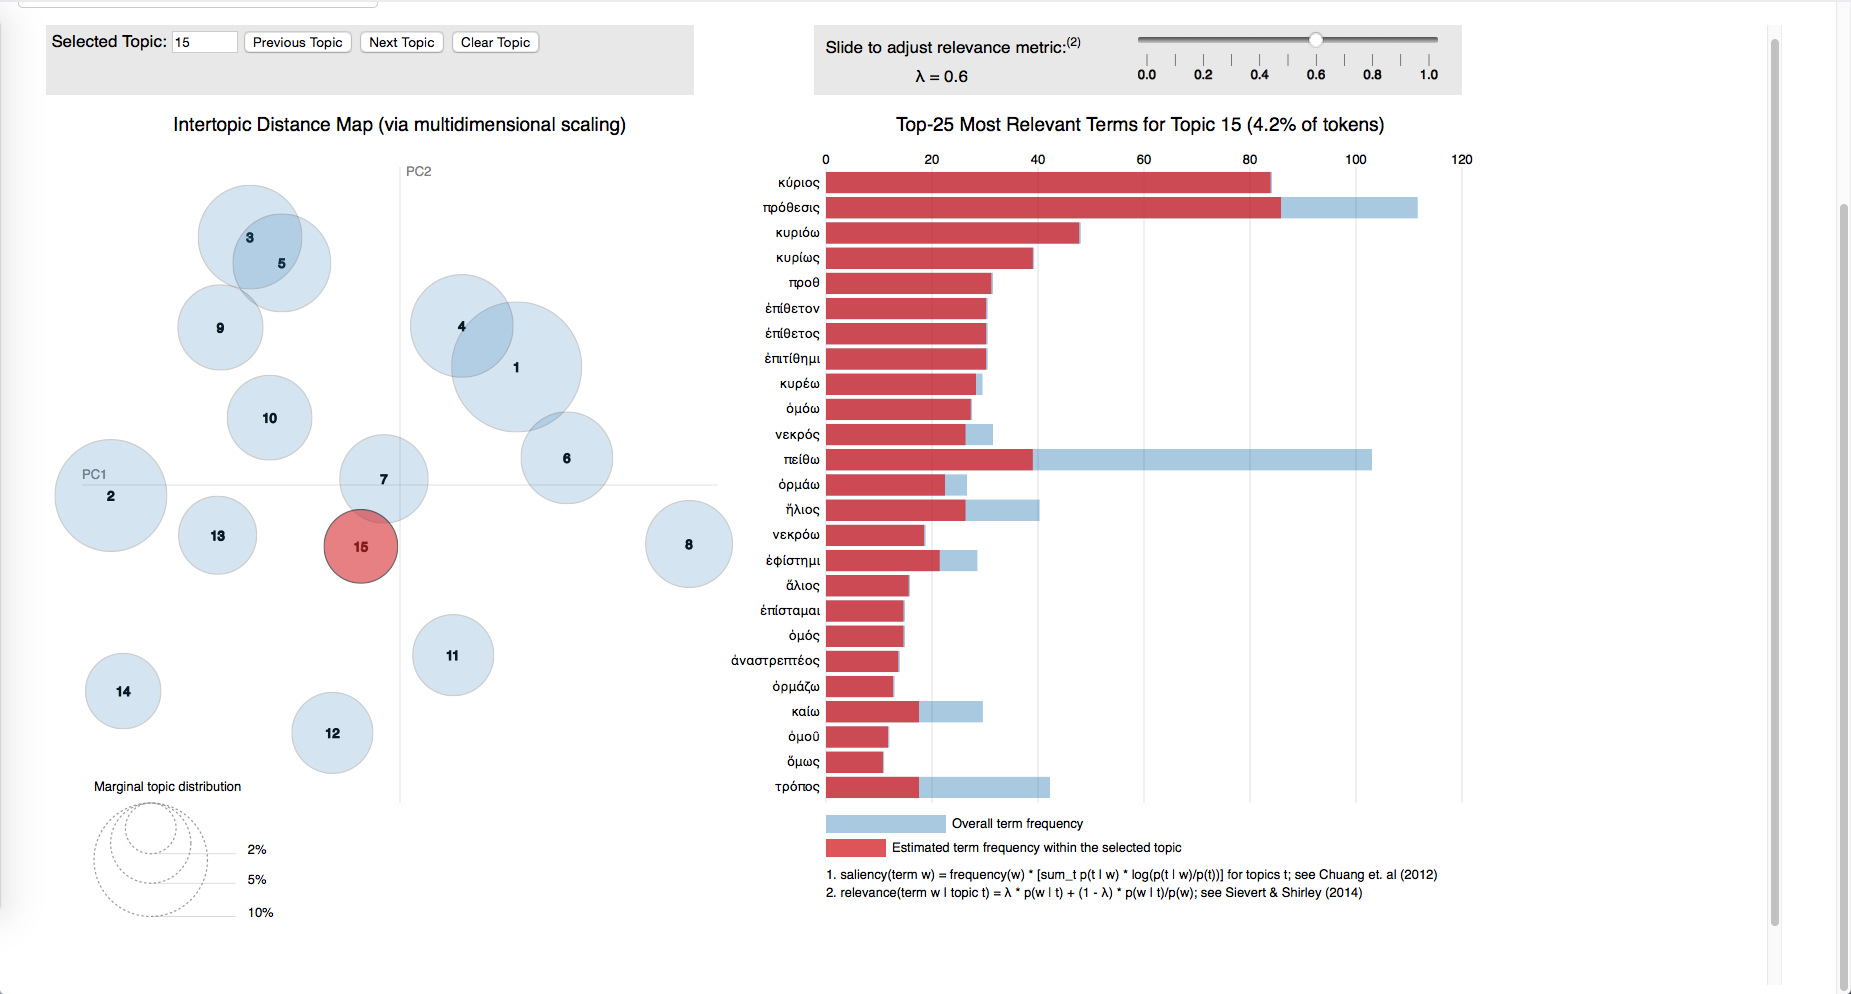 Selected Topic: 15 Previous Topic Next Topic Clear Topic
Slide to adjust relevance metric:(2)
λ = 0.6
0.0 0.2 0.4 0.6 0.8 1.0
Intertopic Distance Map (via multidimensional scaling)
PC2
PC1
3
5
9
4
1
10
6
7
2
13
15
8
11
14
12
Marginal topic distribution
2%
5%
10%
Top-25 Most Relevant Terms for Topic 15 (4.2% of tokens)
0 20 40 60 80 100 120
κύριος
πρόθεσις
κυριόω
κυρίως
προθ
ἐπίθετον
ἐπίθετος
ἐπιτίθημι
κυρέω
ὁμόω
νεκρός
πείθω
ὁρμάω
ἥλιος
νεκρόω
ἐφίστημι
ἅλιος
ἐπίσταμαι
ὁμός
ἀναστρεπτέος
ὁρμάζω
καίω
ὁμοῦ
ὅμως
τρόπος
Overall term frequency
Estimated term frequency within the selected topic
1. saliency(term w) = frequency(w) * [sum_t p(t | w) * log(p(t | w)/p(t))] for topics t; see Chuang et. al (2012)
2. relevance(term w | topic t) = λ * p(w | t) + (1 - λ) * p(w | t)/p(w); see Sievert & Shirley (2014)